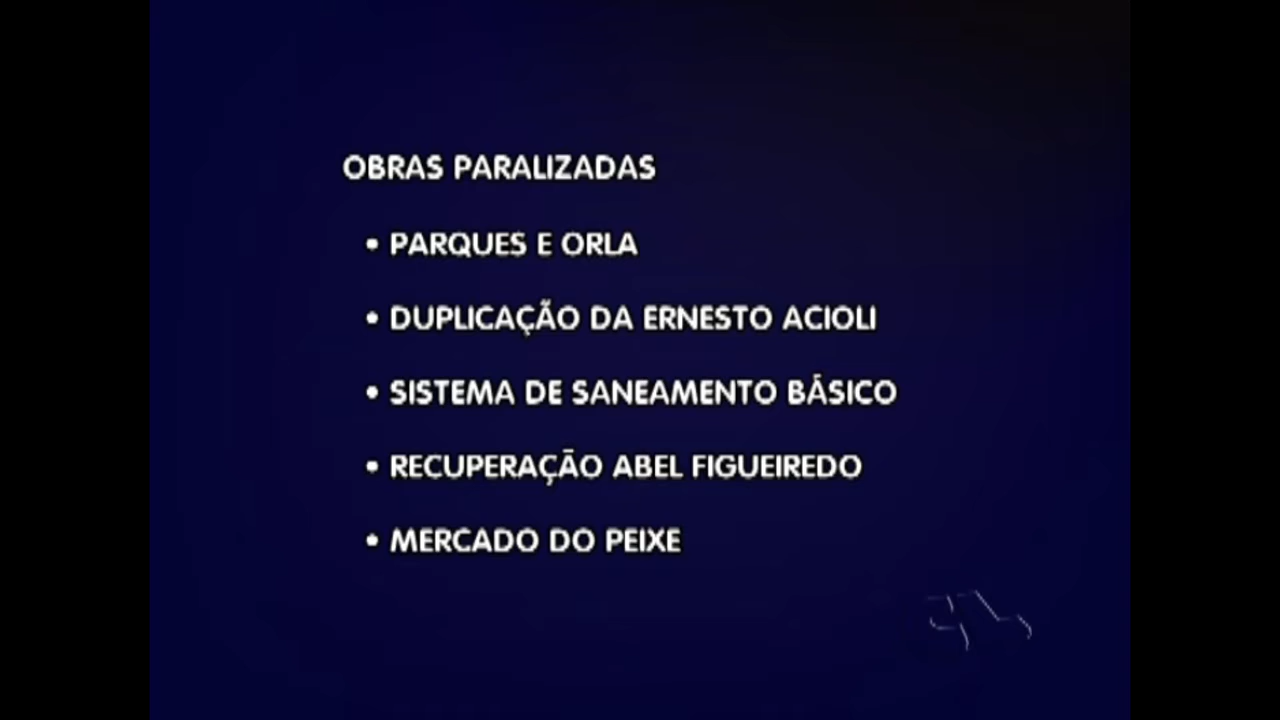 OBRAS PARALIZADAS
• PARQUES E ORLA
• DUPLICAÇÃO DA ERNESTO ACIOLI
• SISTEMA DE SANEAMENTO BÁSICO
• RECUPERAÇÃO ABEL FIGUEIREDO
• MERCADO DO PEIXE